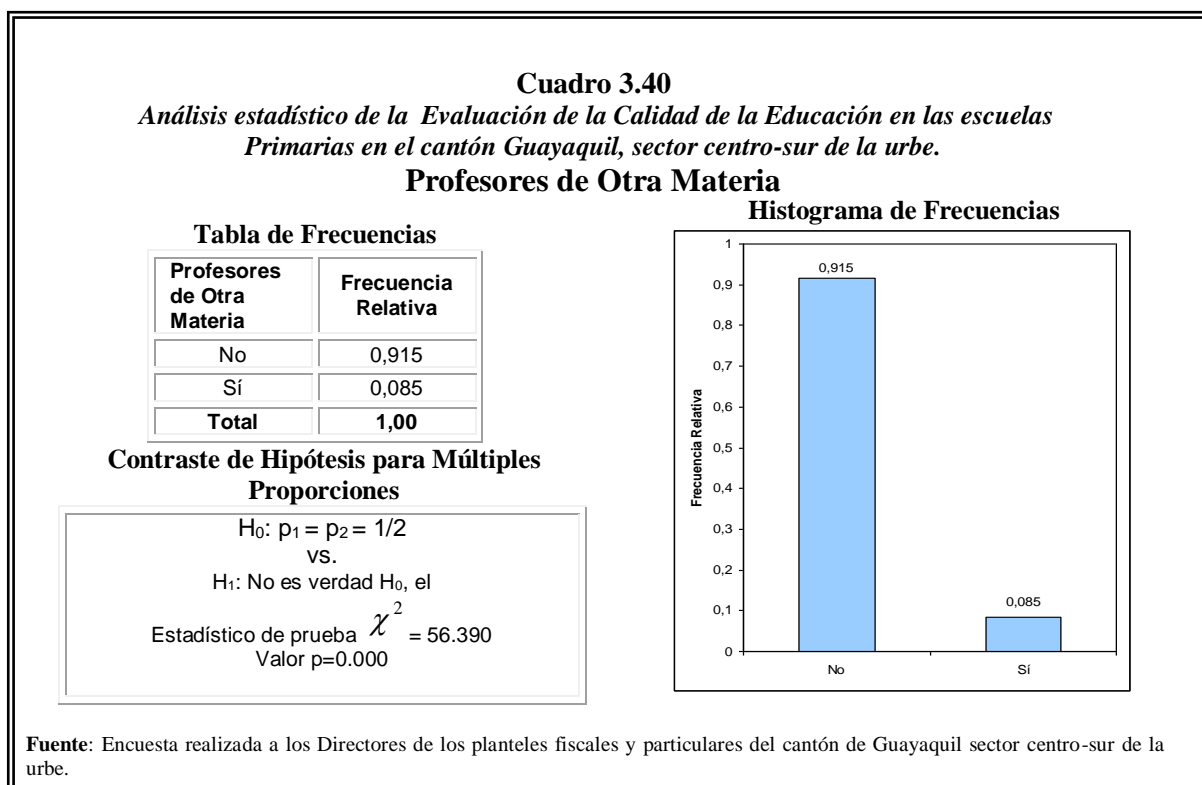 Cuadro 3.40
Análisis estadístico de la Evaluación de la Calidad de la Educación en las escuelas
Primarias en el cantón Guayaquil, sector centro-sur de la urbe.
Profesores de Otra Materia
Tabla de Frecuencias
Profesores de Otra Materia Frecuencia Relativa
No 0,915
Sí 0,085
Total 1,00
Contraste de Hipótesis para Múltiples
Proporciones
H₀: p₁ = p₂ = 1/2
vs.
H₁: No es verdad H₀, el
Estadístico de prueba χ² = 56.390
Valor p=0.000
Histograma de Frecuencias
1
0,9
0,8
0,7
0,6
0,5
0,4
0,3
0,2
0,1
0
Frecuencia Relativa
0,915
0,085
No Sí
Fuente: Encuesta realizada a los Directores de los planteles fiscales y particulares del cantón de Guayaquil sector centro-sur de la
urbe.